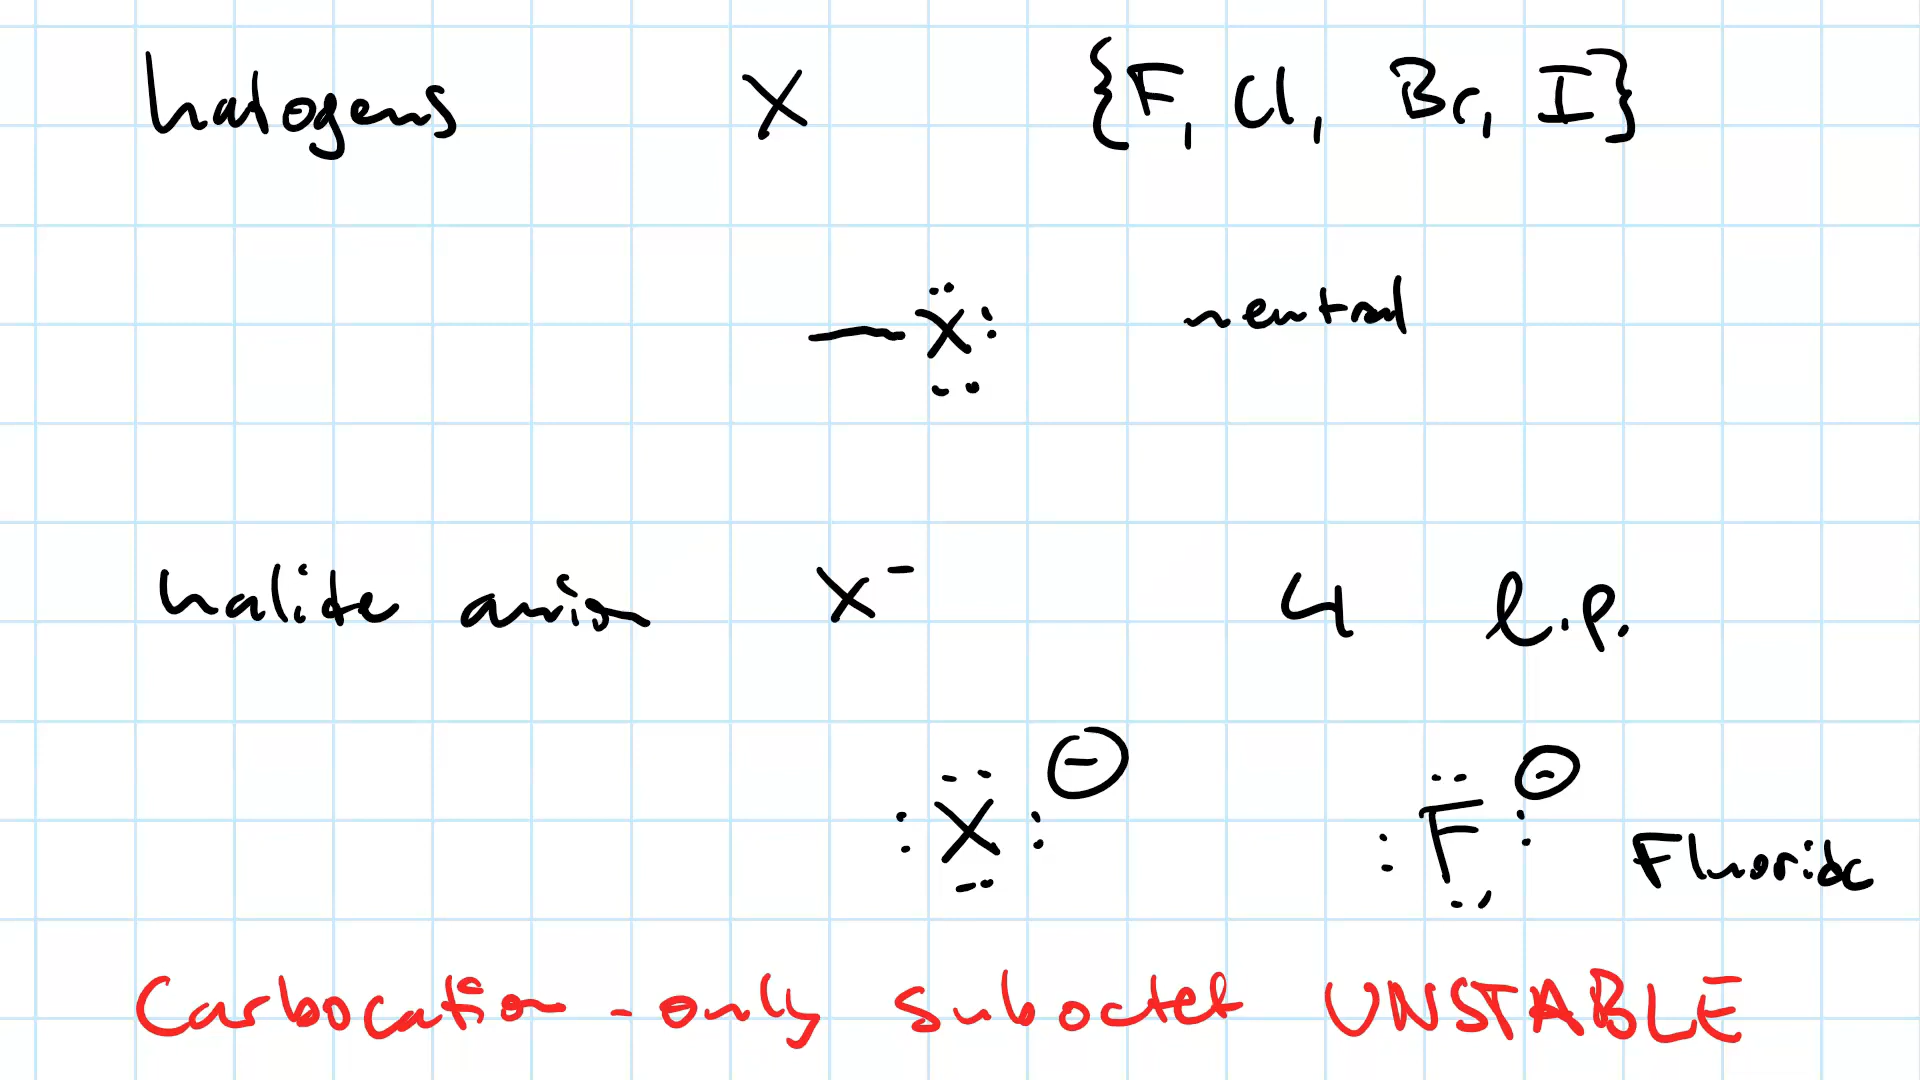 halogens X {F, Cl, Br, I}
—X neutral
halide anion X⁻ 4 l.p.
X ⊖ F ⊖ Fluoride
Carbocation - only suboctet UNSTABLE